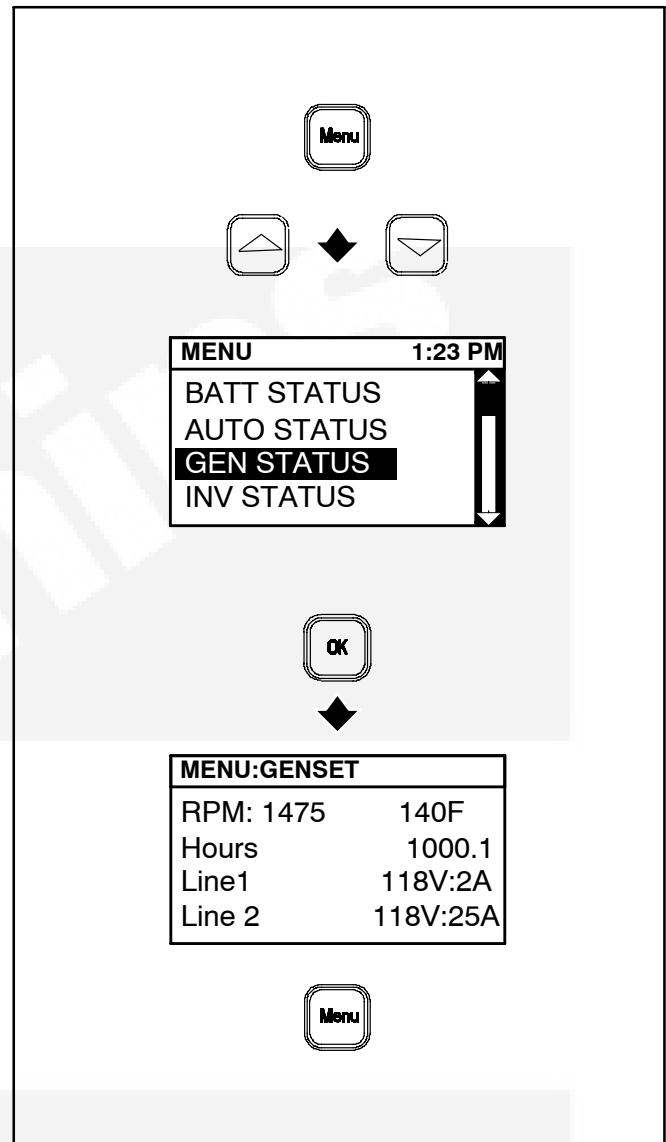 Menu
MENU 1:23 PM
BATT STATUS
AUTO STATUS
GEN STATUS
INV STATUS
OK
MENU:GENSET
RPM: 1475 140F
Hours 1000.1
Line1 118V:2A
Line 2 118V:25A
Menu